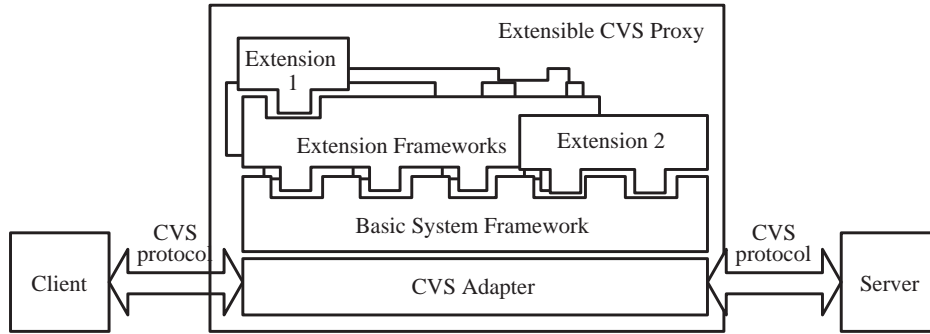 Extensible CVS Proxy
Extension
1
Extension Frameworks
Extension 2
Basic System Framework
CVS
protocol
CVS
protocol
Client
CVS Adapter
Server